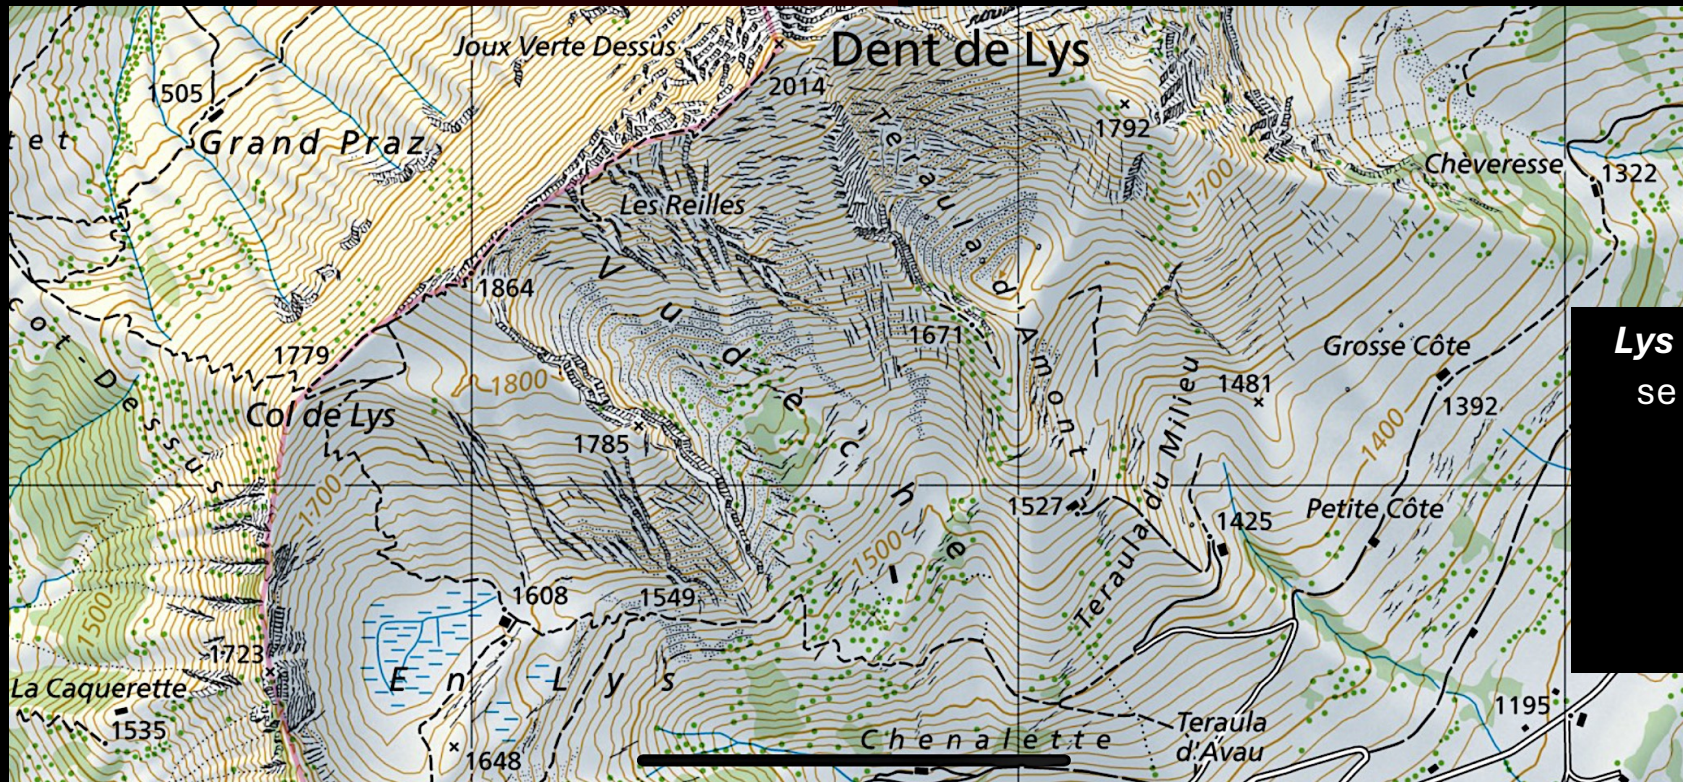 Joux Verte Dessus
Dent de Lys
2014
1505
tet
Grand Praz
1792
Chèveresse
1322
1700
Les Reilles
Teraula d'Amont
1864
Vudèche
1671
Grosse Côte
Lys
se
1779
1800
1481
1392
Cot-Dessus
Col de Lys
1785
1400
Teraula du Milieu
1700
1527
1425
Petite Côte
1500
1608
1549
1500
1723
En Lys
La Caquerette
1535
1195
Teraula
d'Avau
Chenalette
1648